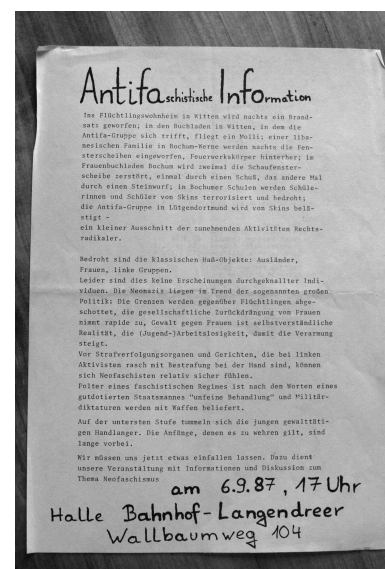 Antifaschistische Information
Ins Flüchtlingswohnheim in Witten wird nachts ein Brand-
satz geworfen; in den Buchladen in Witten, in dem die
Antifa-Gruppe sich trifft, fliegt ein Molli; einer liba-
nesischen Familie in Bochum-Werne werden nachts die Fen-
sterscheiben eingeworfen, Feuerwerkskörper hinterher; im
Frauenbuchladen Bochum wird zweimal die Schaufenster-
scheibe zerstört, einmal durch einen Schuß, das andere Mal
durch einen Steinwurf; in Bochumer Schulen werden Schüle-
rinnen und Schüler von Skins terrorisiert und bedroht;
die Antifa-Gruppe in Lütgendortmund wird von Skins belä-
stigt -
ein kleiner Ausschnitt der zunehmenden Aktivitäten Rechts-
radikaler.
Bedroht sind die klassischen Haß-Objekte: Ausländer,
Frauen, linke Gruppen.
Leider sind dies keine Erscheinungen durchgeknallter Indi-
viduen. Die Neonazis liegen im Trend der sogenannten großen
Politik: Die Grenzen werden gegenüber Flüchtlingen abge-
schottet, die gesellschaftliche Zurückdrängung von Frauen
nimmt rapide zu, Gewalt gegen Frauen ist selbstverständliche
Realität, die (Jugend-)Arbeitslosigkeit, damit die Verarmung
steigt.
Vor Strafverfolgungsorganen und Gerichten, die bei linken
Aktivisten rasch mit Bestrafung bei der Hand sind, können
sich Neofaschisten relativ sicher fühlen.
Folter eines faschistischen Regimes ist nach den Worten eines
gutdotierten Staatsmannes "unfeine Behandlung" und Militär-
diktaturen werden mit Waffen beliefert.
Auf der untersten Stufe tummeln sich die jungen gewalttäti-
gen Handlanger. Die Anfänge, denen es zu wehren gilt, sind
lange vorbei.
Wir müssen uns jetzt etwas einfallen lassen. Dazu dient
unsere Veranstaltung mit Informationen und Diskussion zum
Thema Neofaschismus
am 6.9.87, 17 Uhr
Halle Bahnhof-Langendreer
Wallbaumweg 104